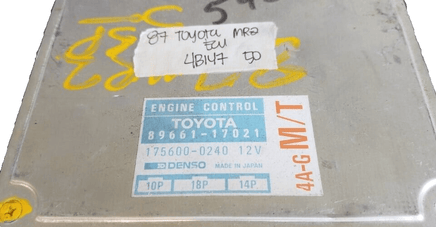 87 TOYOTA MR2
ECU
4B147 50
ENGINE CONTROL
TOYOTA
89661-17021
175600-0240 12V
DENSO MADE IN JAPAN
10P 18P 14P
4A-G M/T